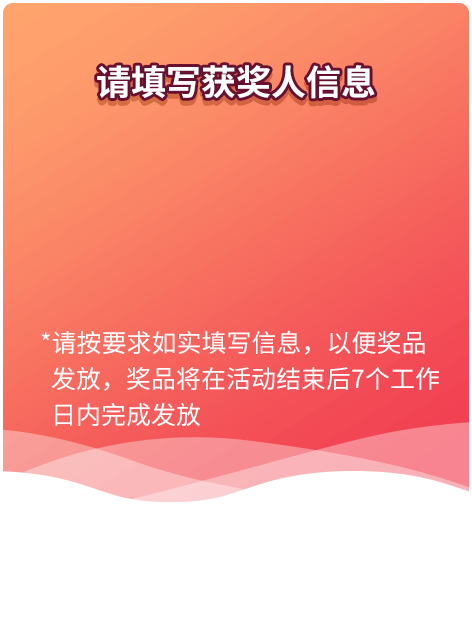 请填写获奖人信息
*请按要求如实填写信息，以便奖品
发放，奖品将在活动结束后7个工作
日内完成发放